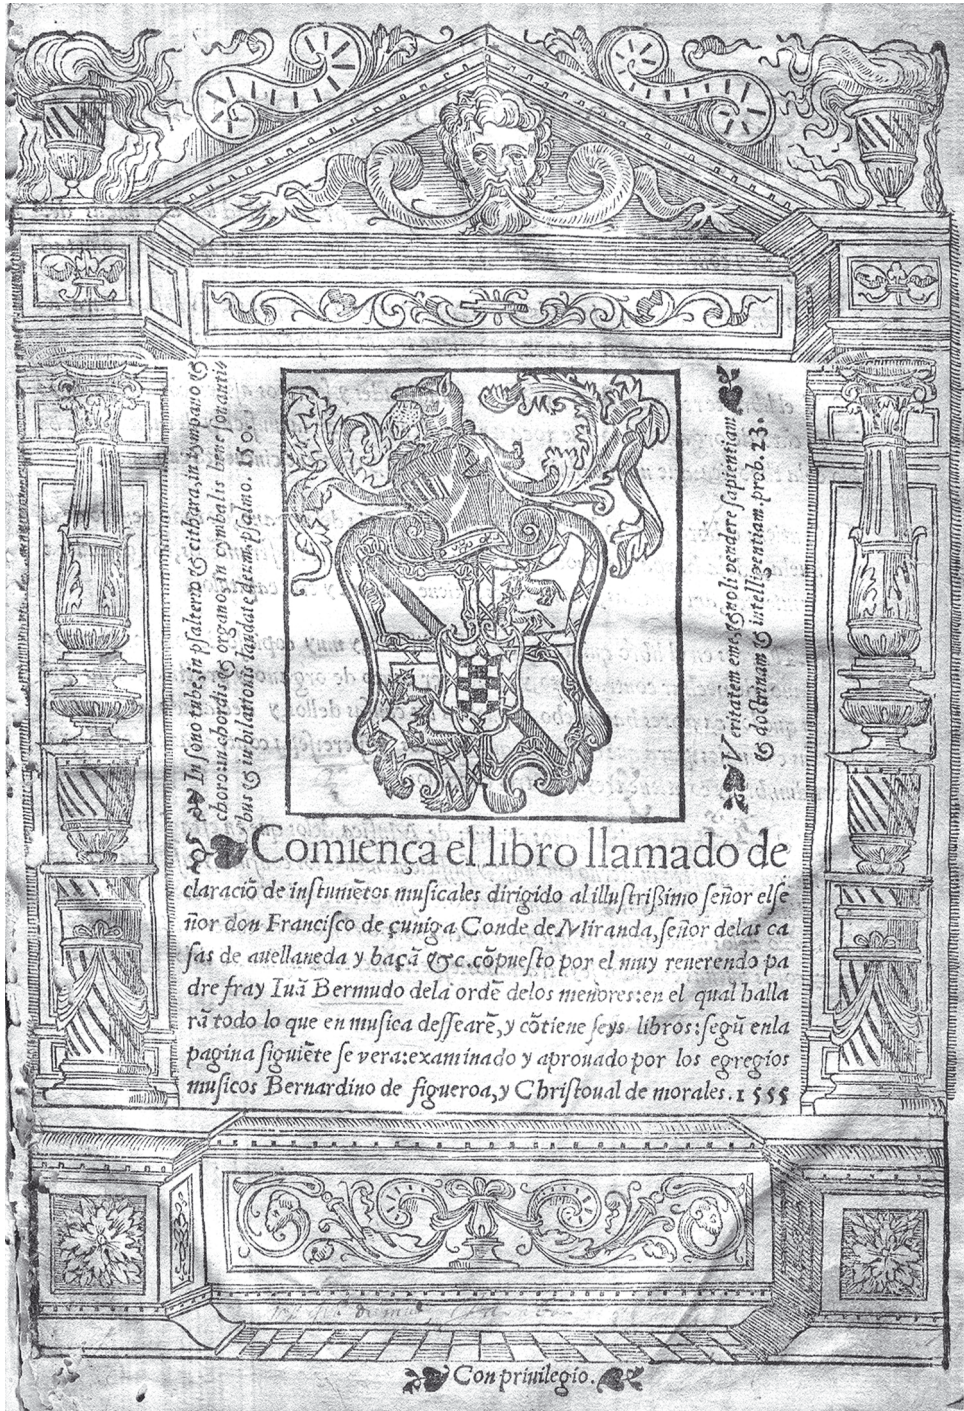 ❧ In sono tubę, in psalterio & cithara, in tympano &
choro: in chordis, & organo: in cymbalis bene sonanti
bus & iubilationis laudate deum. psalmo. 150.
Veritatem eme, & noli vendere sapientiam
& doctrinam & intelligentiam. prob. 23.
Comiença el libro llamado de
claraciõ de instumẽtos musicales dirigido al illustrissimo señor el se
ñor don Francisco de çuniga Conde de Miranda, señor delas ca
sas de auellaneda y baçã &c. cõpuesto por el muy reuerendo pa
dre fray Iuã Bermudo dela ordẽ delos menores: en el qual halla
rã todo lo que en musica dessearẽ, y cõtiene seys libros: segũ enla
pagina siguiẽte se vera: examinado y aprouado por los egregios
musicos Bernardino de figueroa, y Christoual de morales. 1555
Con priuilegio.